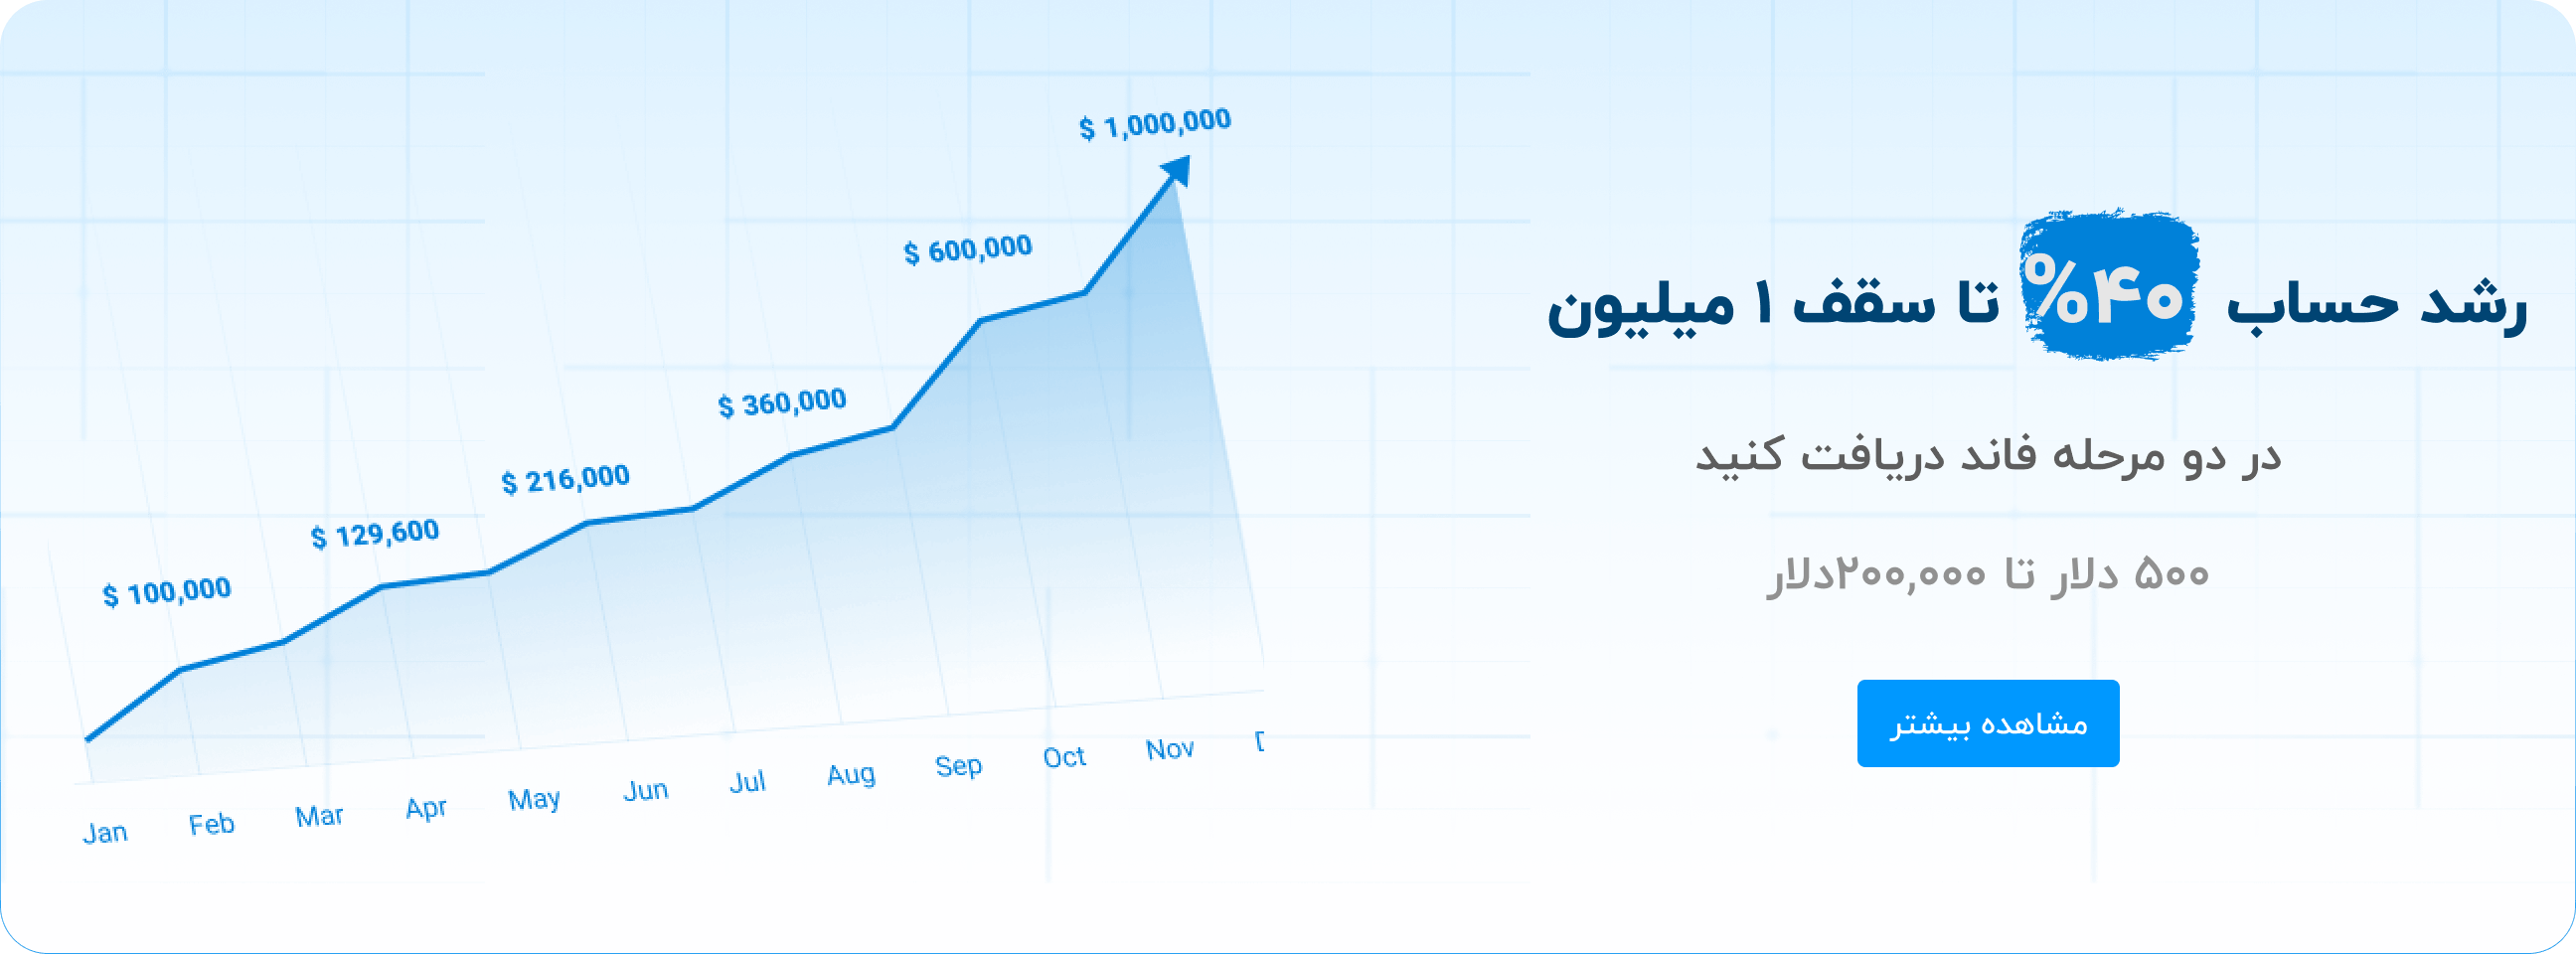 رشد حساب ۴۰% تا سقف ۱ میلیون
در دو مرحله فاند دریافت کنید
۵۰۰ دلار تا ۲۰۰,۰۰۰دلار
مشاهده بیشتر
$ 1,000,000
$ 600,000
$ 360,000
$ 216,000
$ 129,600
$ 100,000
Jan Feb Mar Apr May Jun Jul Aug Sep Oct Nov